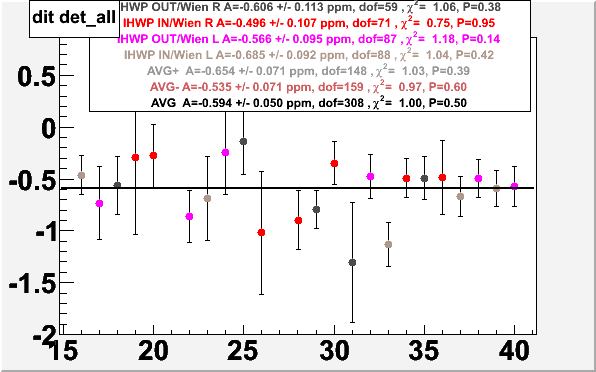 dit det_all
IHWP OUT/Wien R A=-0.606 +/- 0.113 ppm, dof=59 , χ²= 1.06, P=0.38
IHWP IN/Wien R A=-0.496 +/- 0.107 ppm, dof=71 , χ²= 0.75, P=0.95
IHWP OUT/Wien L A=-0.566 +/- 0.095 ppm, dof=87 , χ²= 1.18, P=0.14
IHWP IN/Wien L A=-0.685 +/- 0.092 ppm, dof=88 , χ²= 1.04, P=0.42
AVG+ A=-0.654 +/- 0.071 ppm, dof=148 , χ²= 1.03, P=0.39
AVG- A=-0.535 +/- 0.071 ppm, dof=159 , χ²= 0.97, P=0.60
AVG A=-0.594 +/- 0.050 ppm, dof=308 , χ²= 1.00, P=0.50
0.5
0
-0.5
-1
-1.5
-2
15 20 25 30 35 40